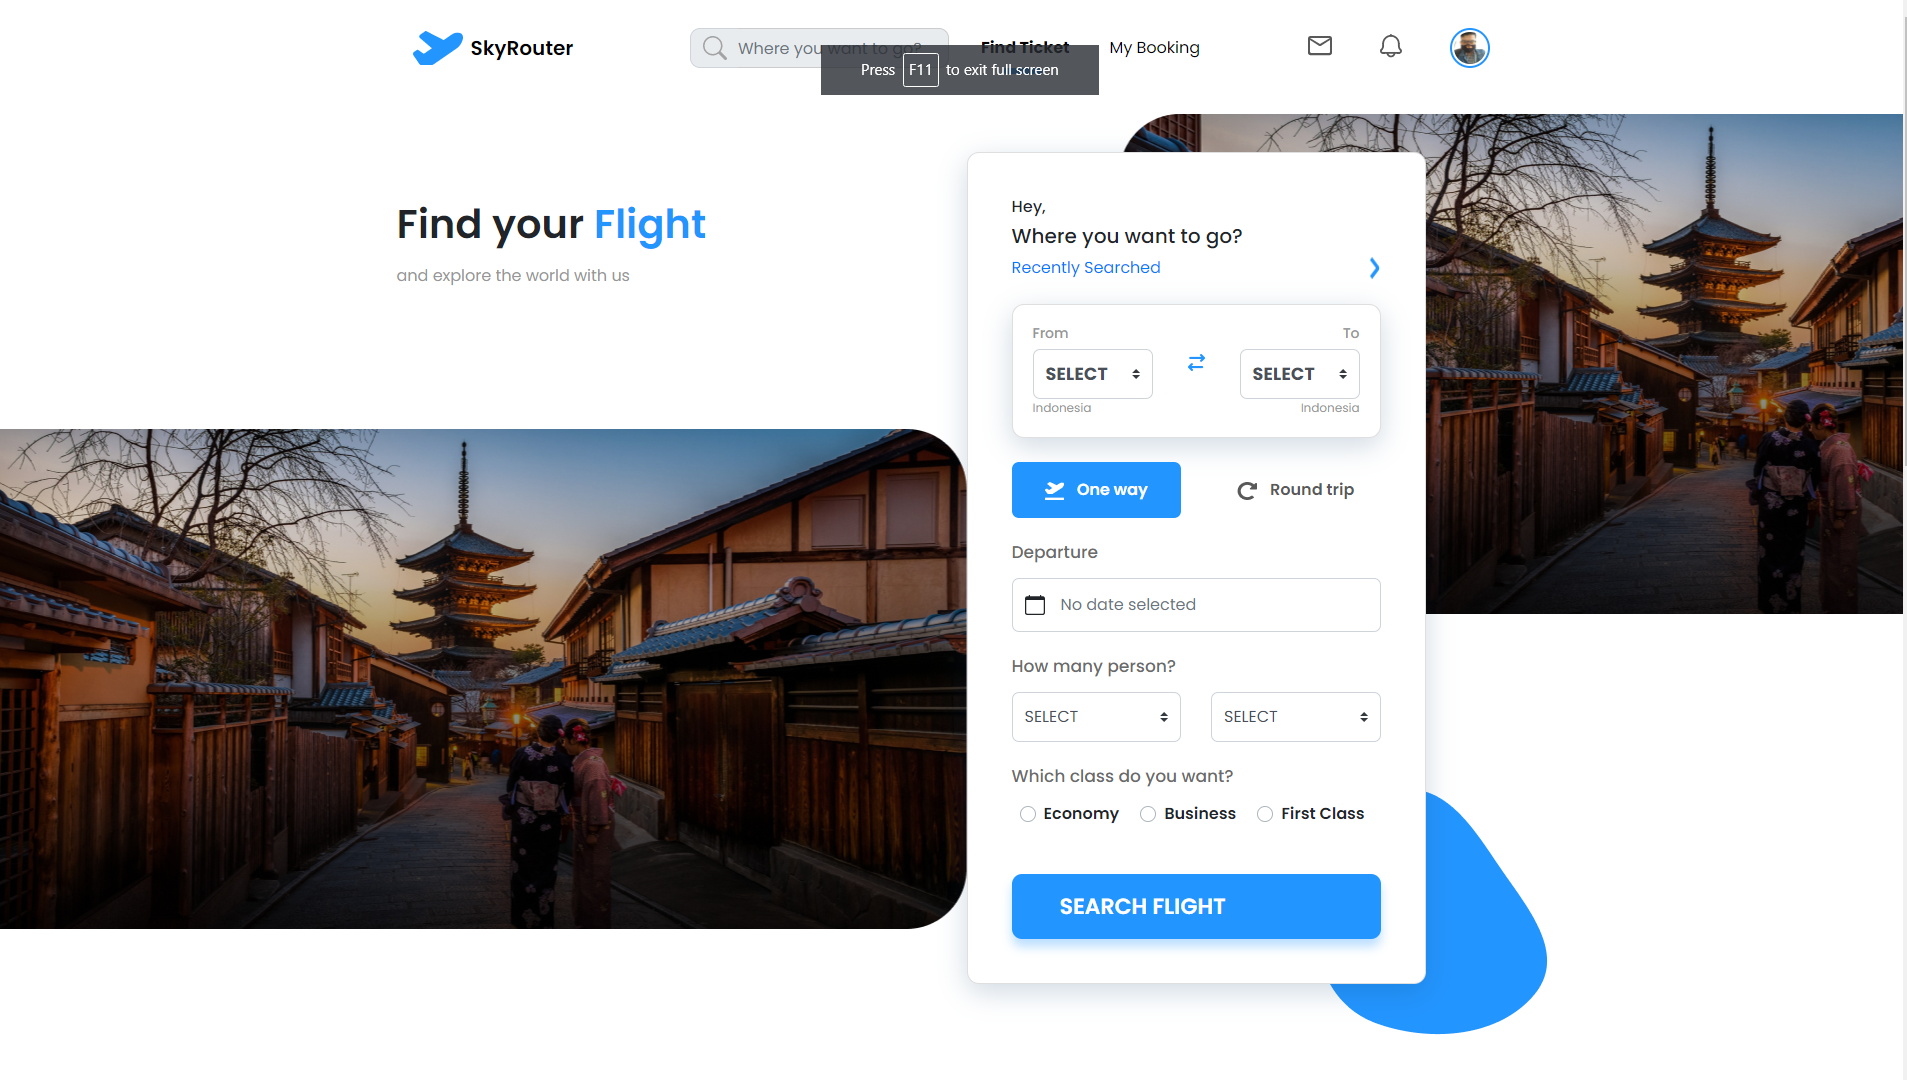 SkyRouter
Where you want to go?
Find Ticket
My Booking
Press F11 to exit full screen
Find your Flight
and explore the world with us
Hey,
Where you want to go?
Recently Searched
From
To
SELECT
SELECT
Indonesia
Indonesia
One way
Round trip
Departure
No date selected
How many person?
SELECT
SELECT
Which class do you want?
Economy
Business
First Class
SEARCH FLIGHT